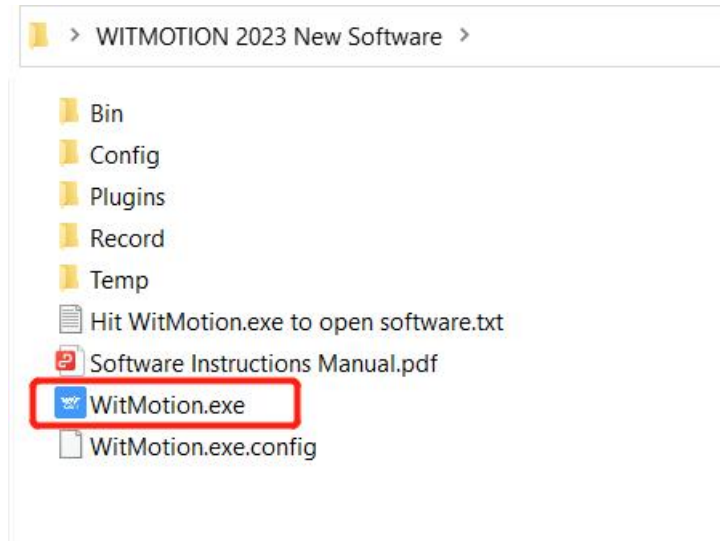 > WITMOTION 2023 New Software >
Bin
Config
Plugins
Record
Temp
Hit WitMotion.exe to open software.txt
Software Instructions Manual.pdf
WitMotion.exe
WitMotion.exe.config